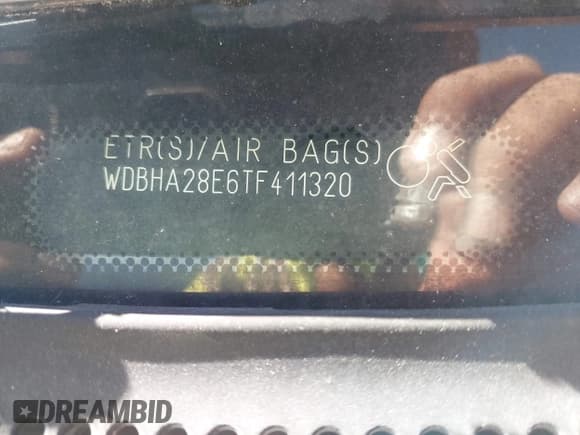 ETR(S)/AIR BAG(S)
WDBHA28E6TF411320
DREAMBID